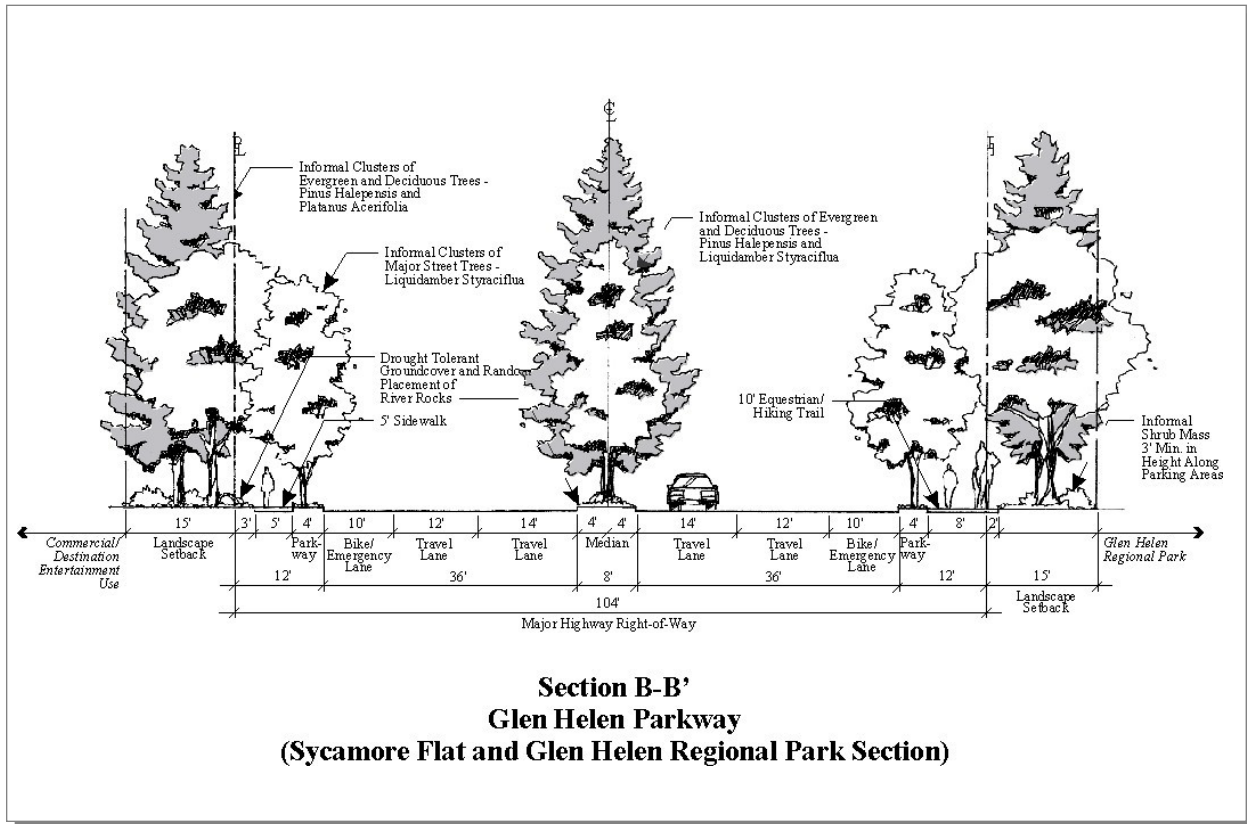 ℄
PL
Informal Clusters of
Evergreen and Deciduous Trees -
Pinus Halepensis and
Platanus Acerifolia
Informal Clusters of Evergreen
and Deciduous Trees -
Pinus Halepensis and
Liquidamber Styraciflua
Informal Clusters of
Major Street Trees -
Liquidamber Styraciflua
Drought Tolerant
Groundcover and Random
Placement of
River Rocks
5' Sidewalk
10' Equestrian/
Hiking Trail
Informal
Shrub Mass
3' Min. in
Height Along
Parking Areas
15' 3' 5' 4' 10' 12' 14' 4' 4' 14' 12' 10' 4' 8' 2'
Commercial/
Destination
Entertainment
Use
Landscape
Setback
Park-
way
Bike/
Emergency
Lane
Travel
Lane
Travel
Lane
Median
Travel
Lane
Travel
Lane
Bike/
Emergency
Lane
Park-
way
Glen Helen
Regional Park
12' 36' 8' 36' 12' 15'
Landscape
Setback
104'
Major Highway Right-of-Way
Section B-B’
Glen Helen Parkway
(Sycamore Flat and Glen Helen Regional Park Section)